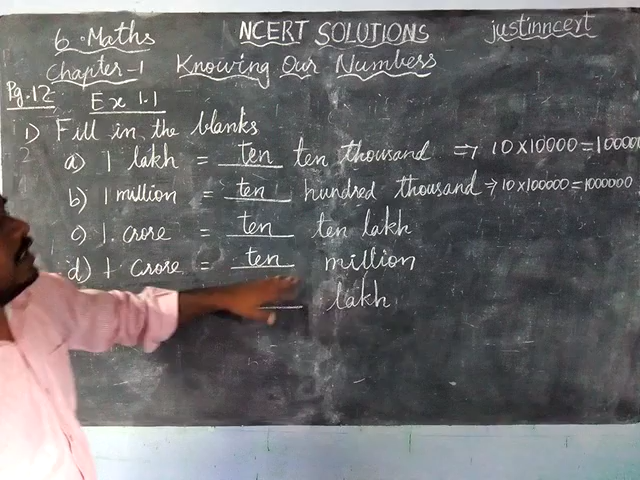 6. Maths NCERT SOLUTIONS justinncert
Chapter-1 Knowing Our Numbers
Pg.12 Ex 1.1
1) Fill in the blanks
a) 1 lakh = ten ten thousand ⇒ 10×10000=100000
b) 1 million = ten hundred thousand → 10×100000=1000000
c) 1 crore = ten ten lakh
d) 1 crore = ten million
lakh